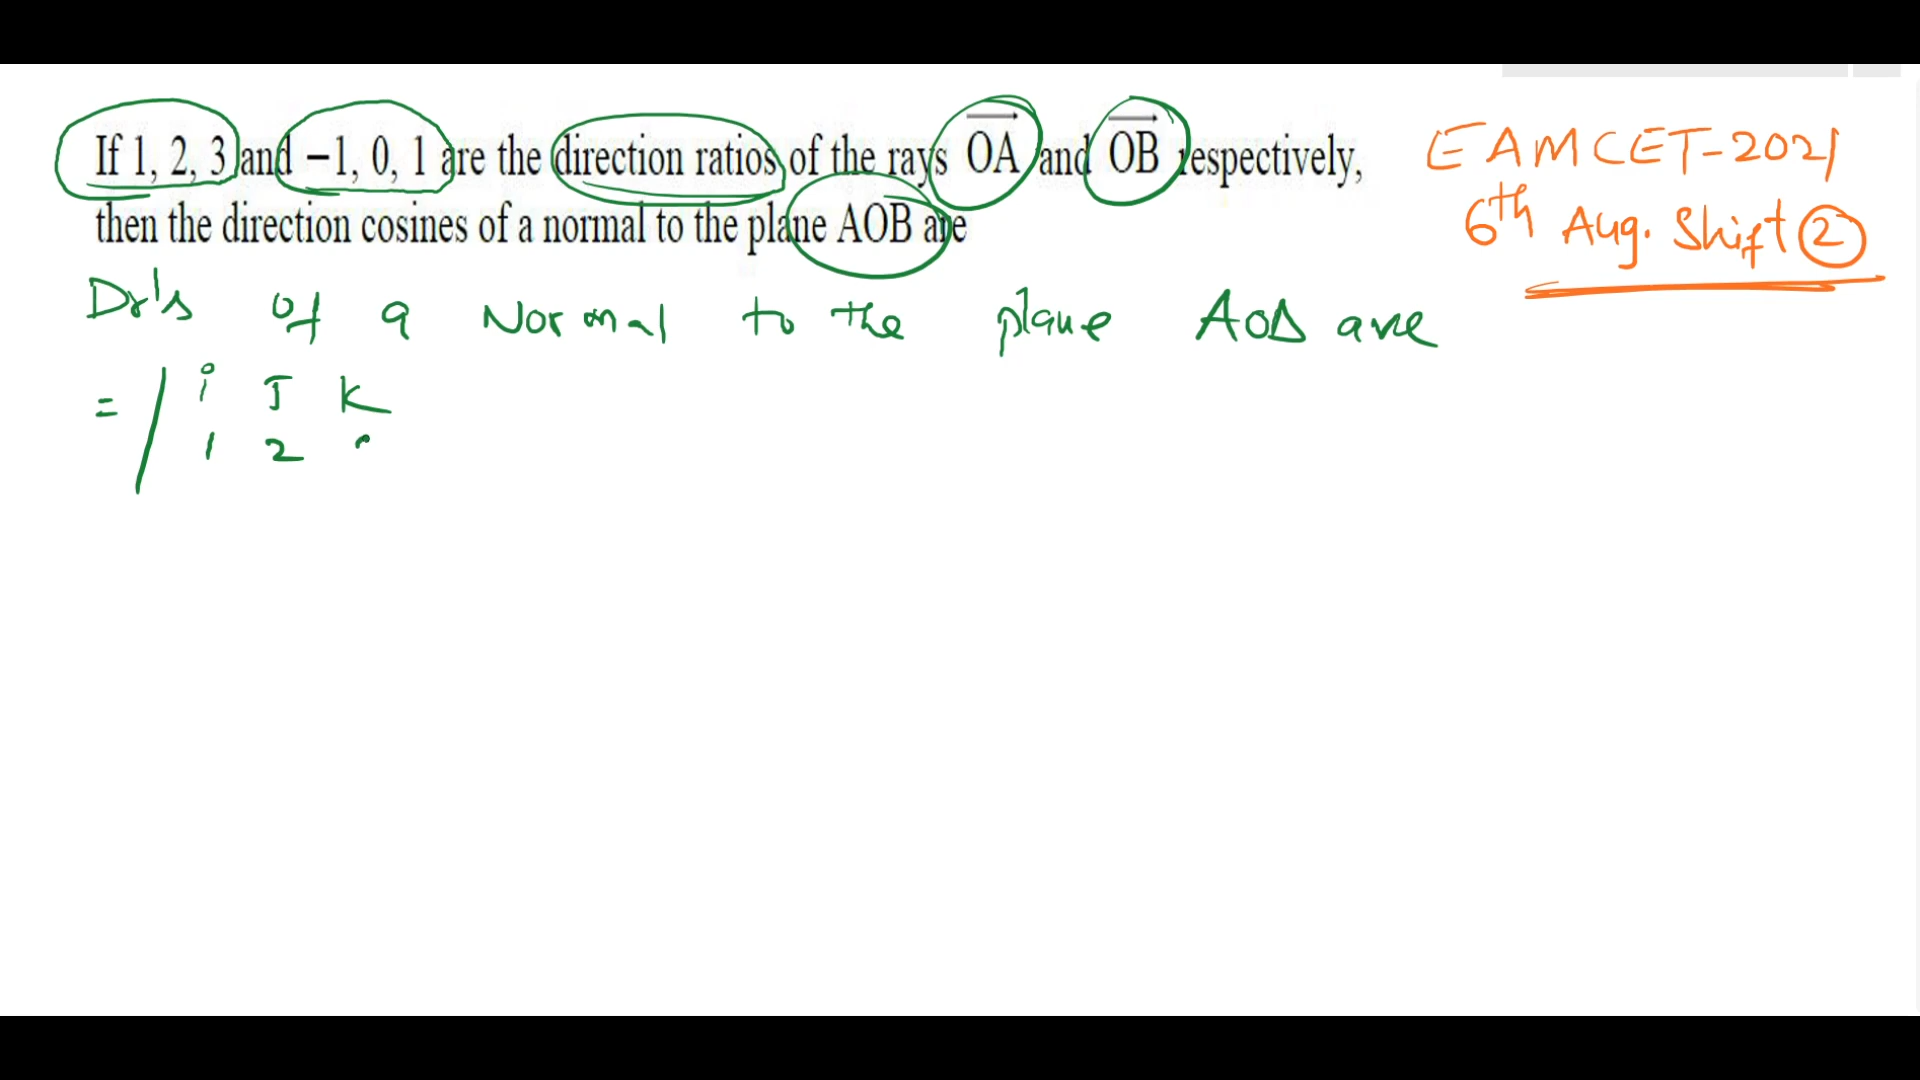 If 1, 2, 3 and −1, 0, 1 are the direction ratios of the rays OA and OB respectively,
then the direction cosines of a normal to the plane AOB are
EAMCET-2021
6th Aug. Shift 2
Dr's of a Normal to the plane AOB are
= | i J K
1 2